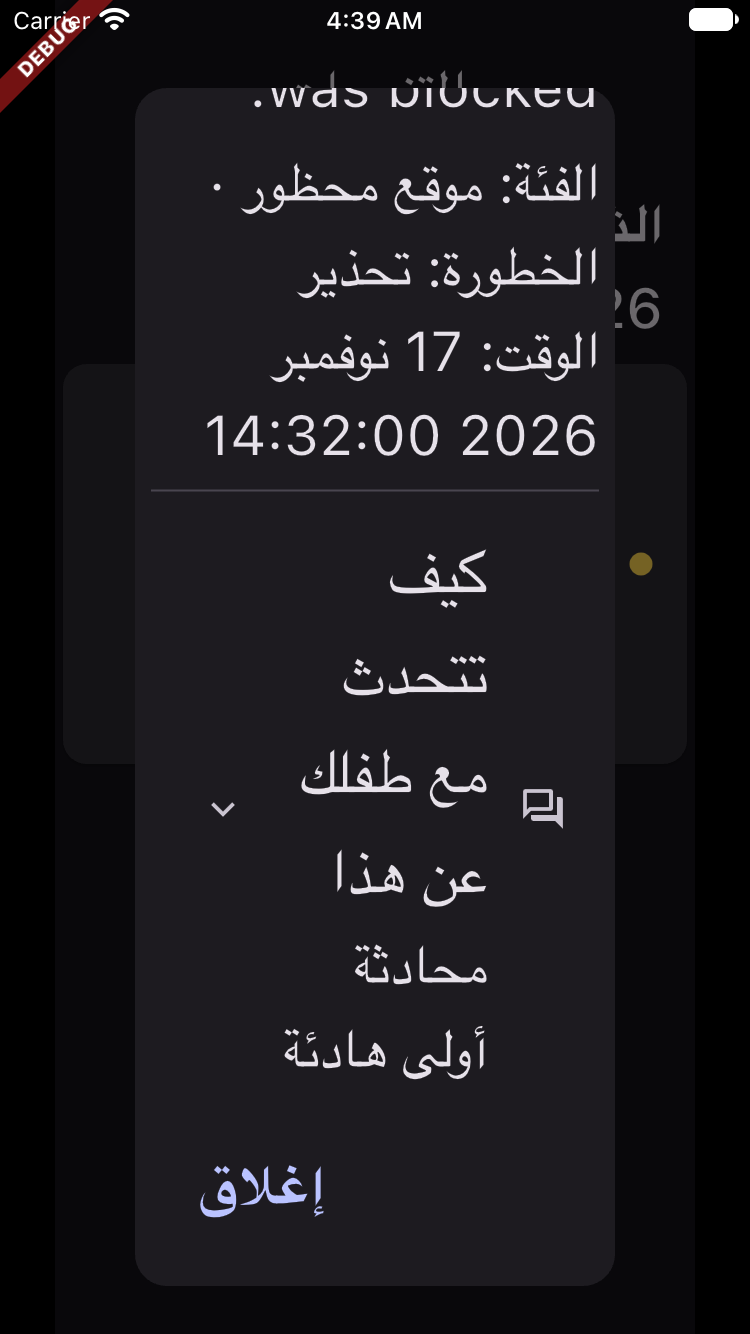 Carrier
4:39 AM
DEBUG
was blocked.
الفئة: موقع محظور ·
الخطورة: تحذير
الوقت: 17 نوفمبر
2026 14:32:00
26
كيف
تتحدث
مع طفلك
عن هذا
محادثة
أولى هادئة
إغلاق